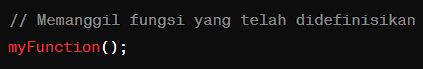 // Memanggil fungsi yang telah didefinisikan
myFunction();